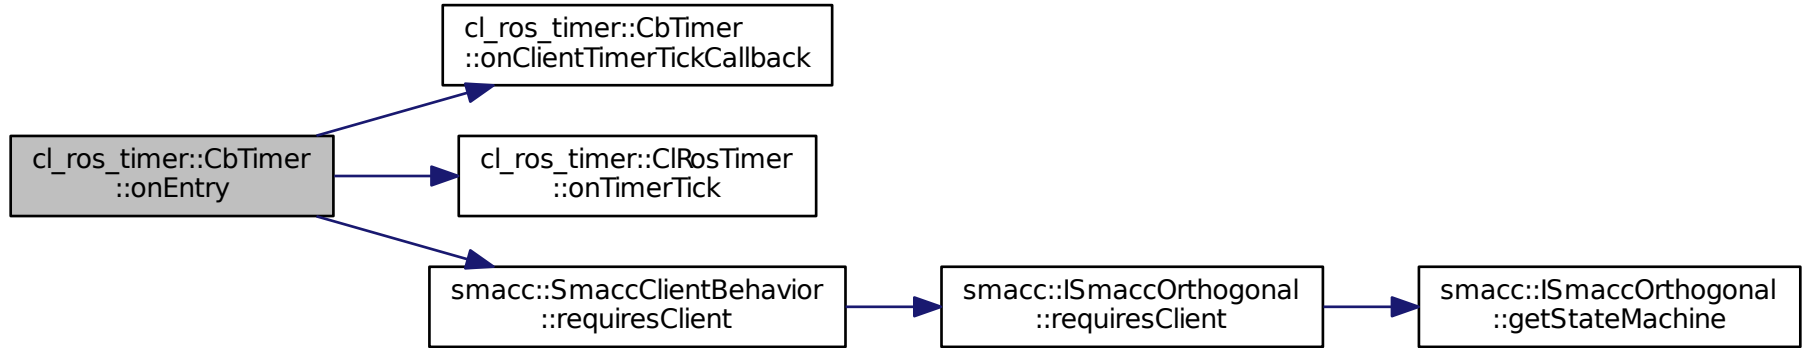 cl_ros_timer::CbTimer
::onClientTimerTickCallback
cl_ros_timer::CbTimer
::onEntry
cl_ros_timer::ClRosTimer
::onTimerTick
smacc::SmaccClientBehavior
::requiresClient
smacc::ISmaccOrthogonal
::requiresClient
smacc::ISmaccOrthogonal
::getStateMachine